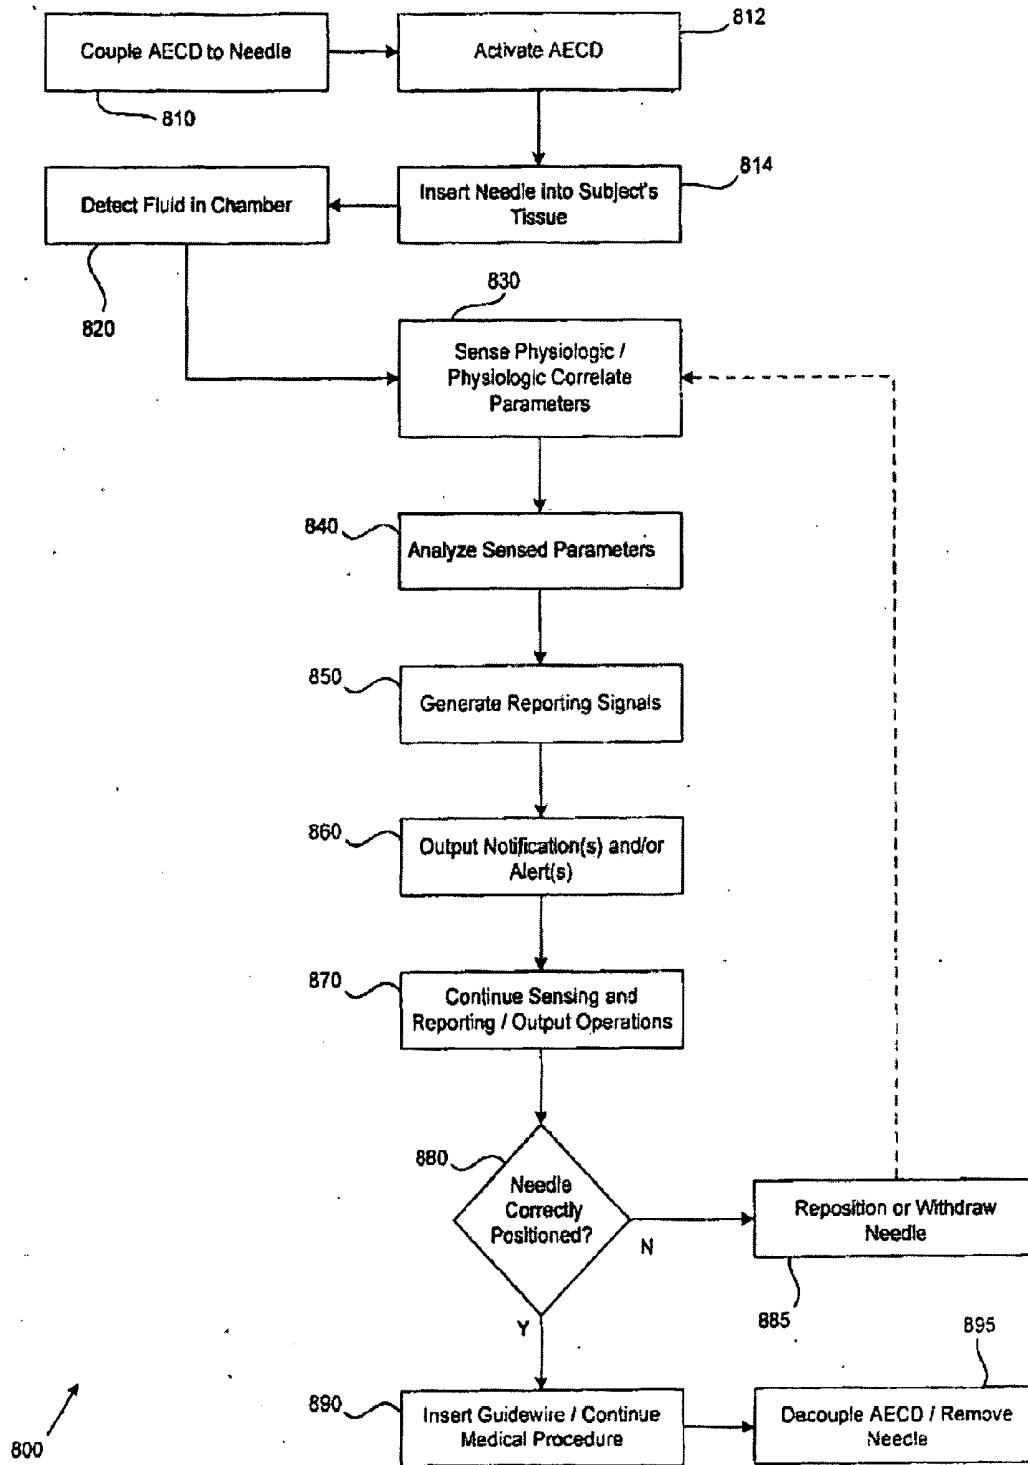 Couple AECD to Needle
810
Activate AECD
812
Insert Needle into Subject's
Tissue
814
Detect Fluid in Chamber
820
830
Sense Physiologic /
Physiologic Correlate
Parameters
840
Analyze Sensed Parameters
850
Generate Reporting Signals
860
Output Notification(s) and/or
Alert(s)
870
Continue Sensing and
Reporting / Output Operations
880
Needle
Correctly
Positioned?
N
Y
Reposition or Withdraw
Needle
885
890
Insert Guidewire / Continue
Medical Procedure
895
Decouple AECD / Remove
Needle
800